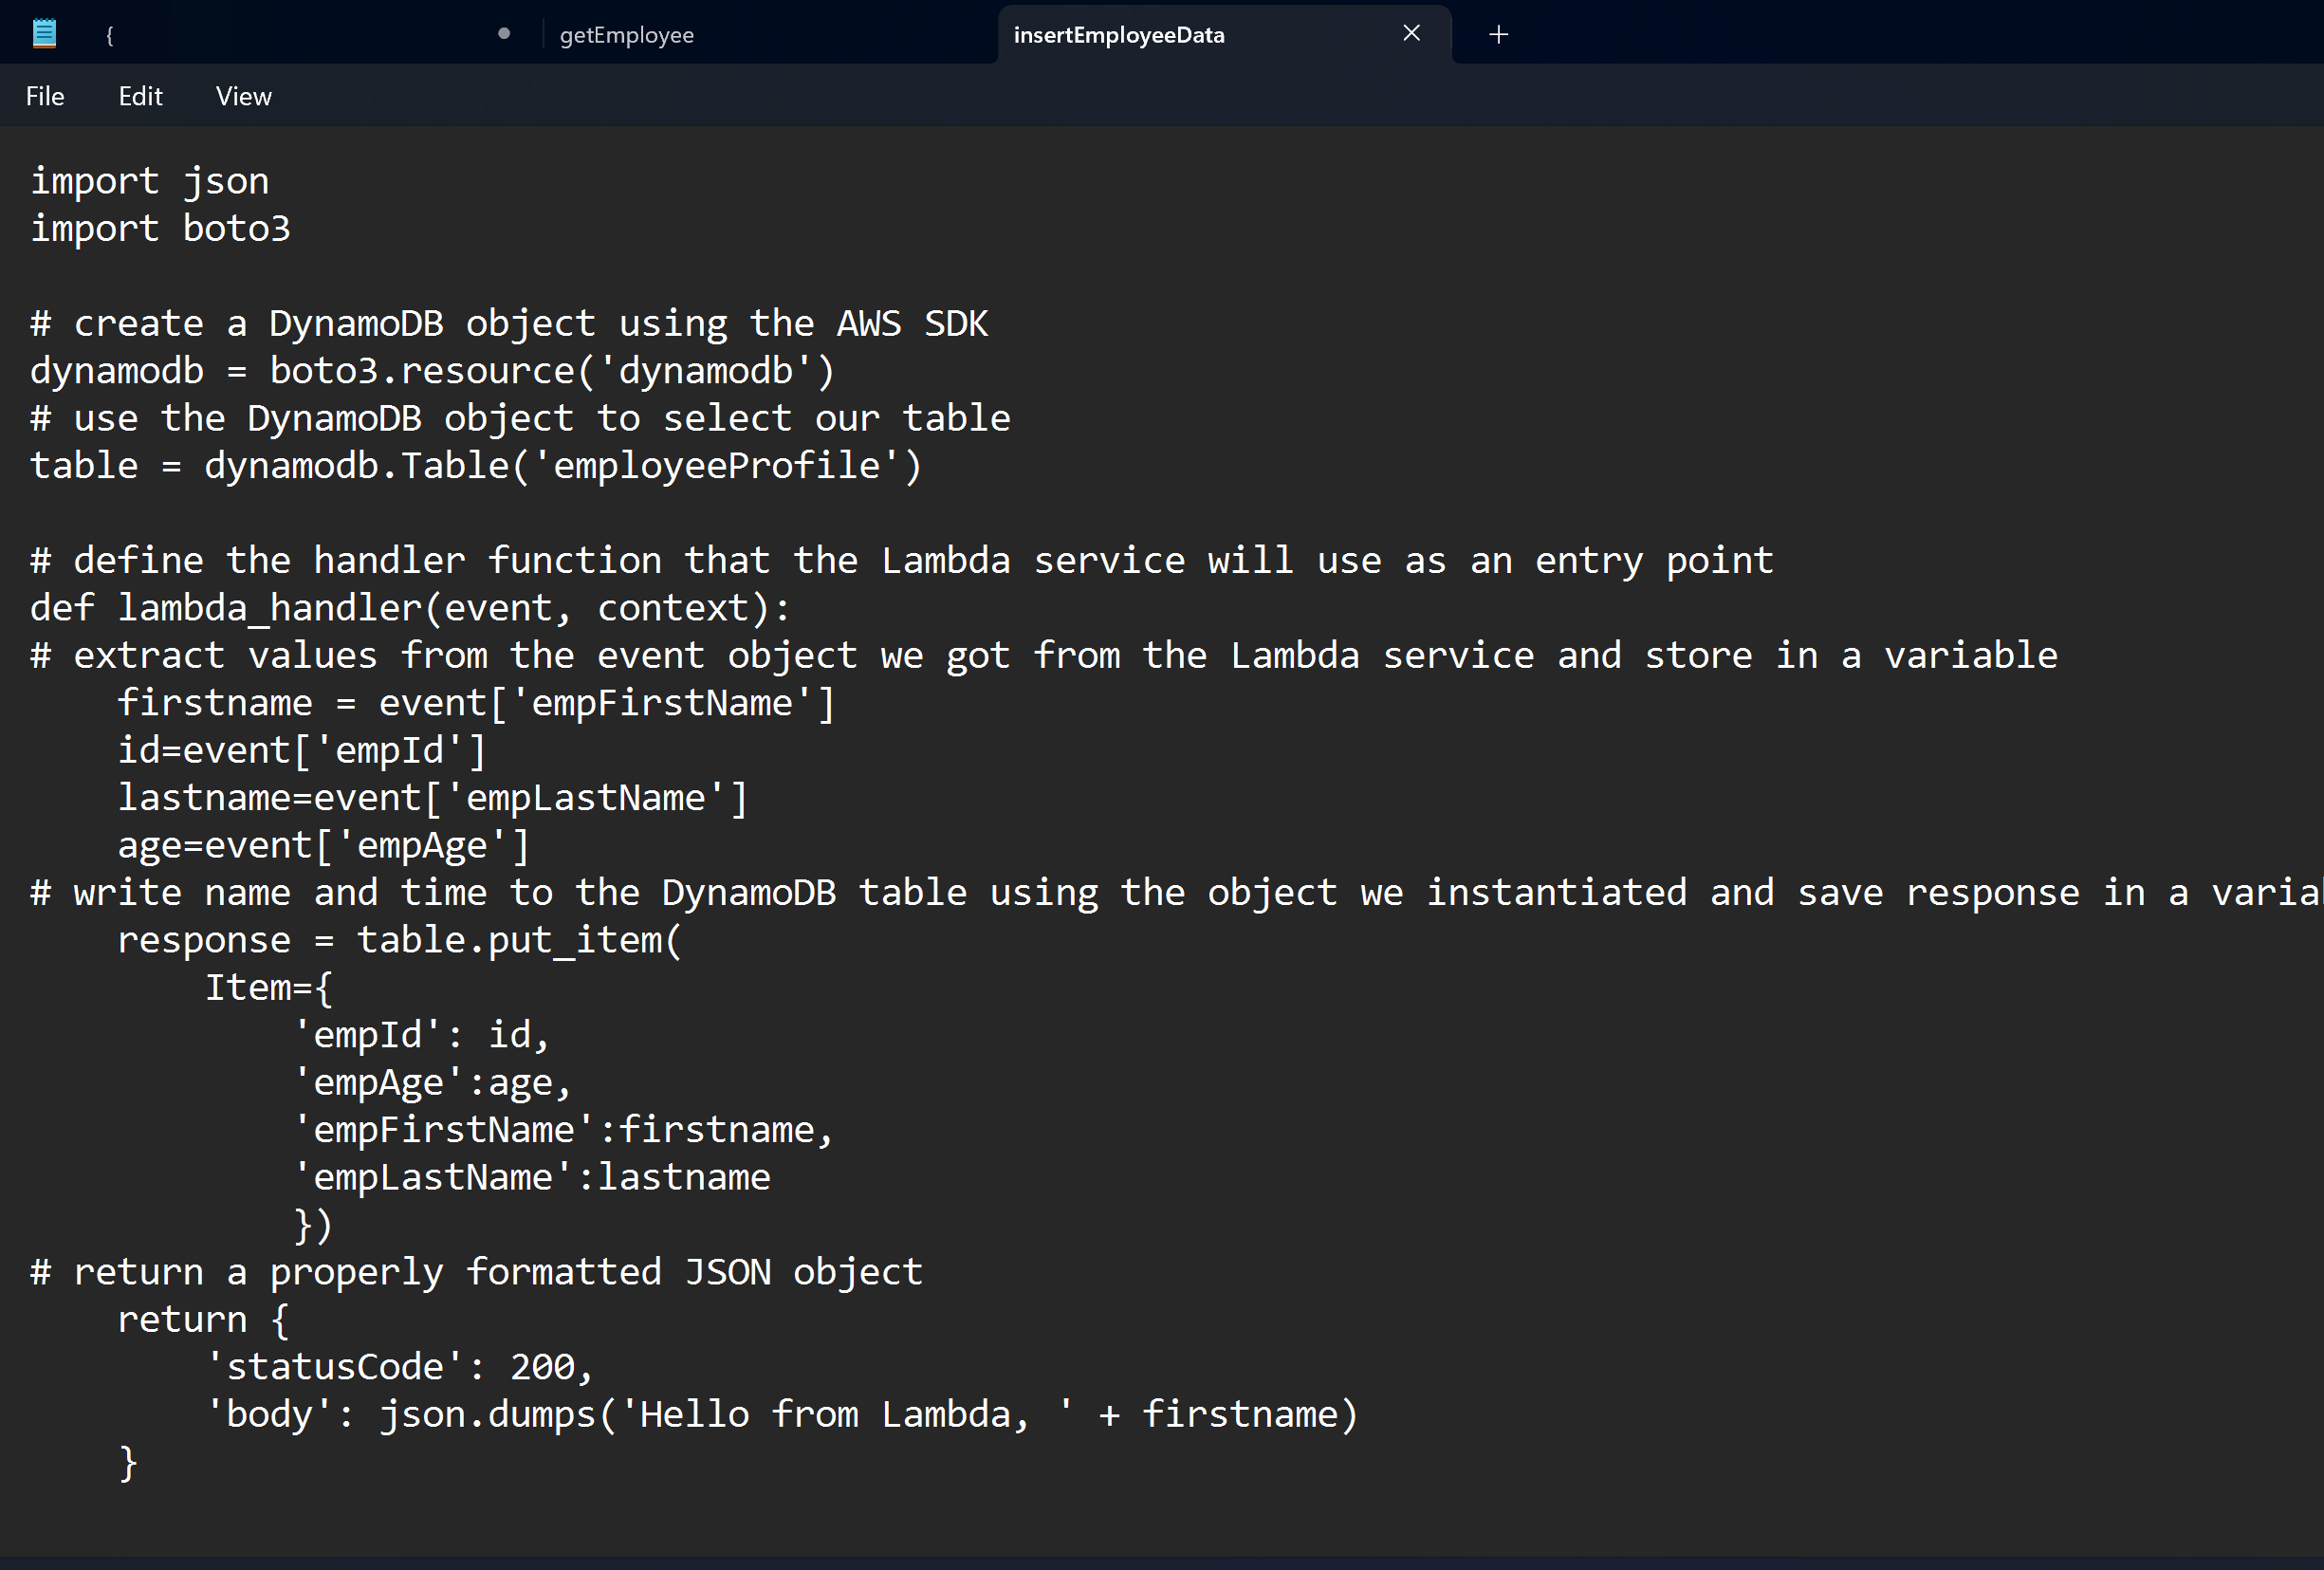 { getEmployee insertEmployeeData
File Edit View
import json
import boto3
# create a DynamoDB object using the AWS SDK
dynamodb = boto3.resource('dynamodb')
# use the DynamoDB object to select our table
table = dynamodb.Table('employeeProfile')
# define the handler function that the Lambda service will use as an entry point
def lambda_handler(event, context):
# extract values from the event object we got from the Lambda service and store in a variable
    firstname = event['empFirstName']
    id=event['empId']
    lastname=event['empLastName']
    age=event['empAge']
# write name and time to the DynamoDB table using the object we instantiated and save response in a
    response = table.put_item(
        Item={
            'empId': id,
            'empAge':age,
            'empFirstName':firstname,
            'empLastName':lastname
            })
# return a properly formatted JSON object
    return {
        'statusCode': 200,
        'body': json.dumps('Hello from Lambda, ' + firstname)
    }